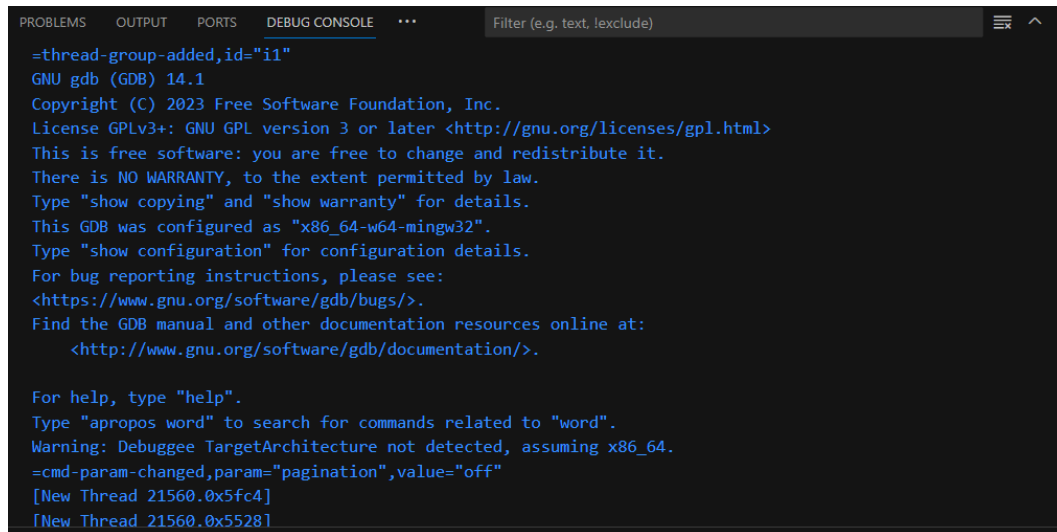 PROBLEMS OUTPUT PORTS DEBUG CONSOLE ··· Filter (e.g. text, !exclude)
=thread-group-added,id="i1"
GNU gdb (GDB) 14.1
Copyright (C) 2023 Free Software Foundation, Inc.
License GPLv3+: GNU GPL version 3 or later <http://gnu.org/licenses/gpl.html>
This is free software: you are free to change and redistribute it.
There is NO WARRANTY, to the extent permitted by law.
Type "show copying" and "show warranty" for details.
This GDB was configured as "x86_64-w64-mingw32".
Type "show configuration" for configuration details.
For bug reporting instructions, please see:
<https://www.gnu.org/software/gdb/bugs/>.
Find the GDB manual and other documentation resources online at:
    <http://www.gnu.org/software/gdb/documentation/>.

For help, type "help".
Type "apropos word" to search for commands related to "word".
Warning: Debuggee TargetArchitecture not detected, assuming x86_64.
=cmd-param-changed,param="pagination",value="off"
[New Thread 21560.0x5fc4]
[New Thread 21560.0x5528]